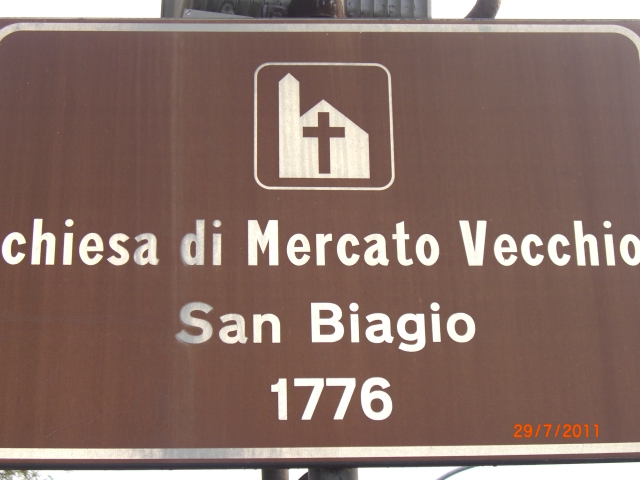 chiesa di Mercato Vecchio
San Biagio
1776
29/7/2011